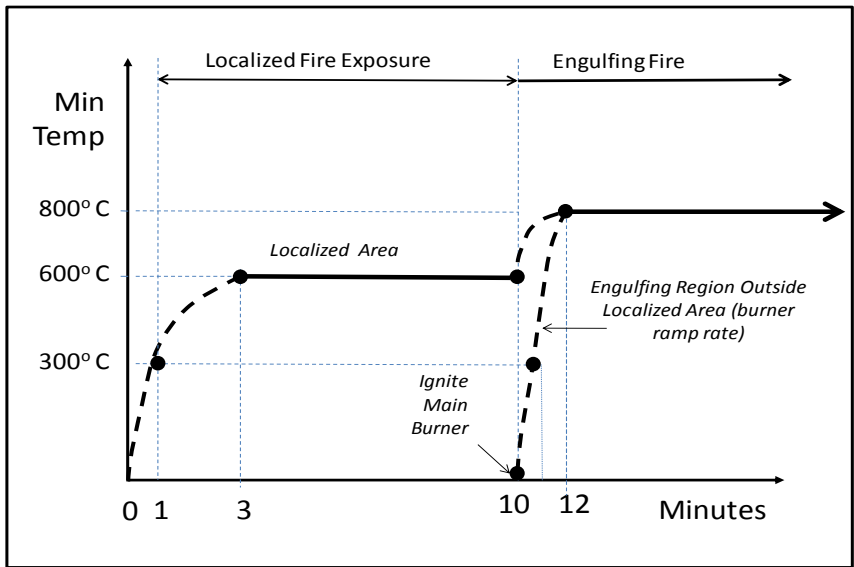 Localized Fire Exposure
Engulfing Fire
Min
Temp
800° C
600° C
300° C
Localized Area
Engulfing Region Outside
Localized Area (burner
ramp rate)
Ignite
Main
Burner
0 1 3 10 12 Minutes